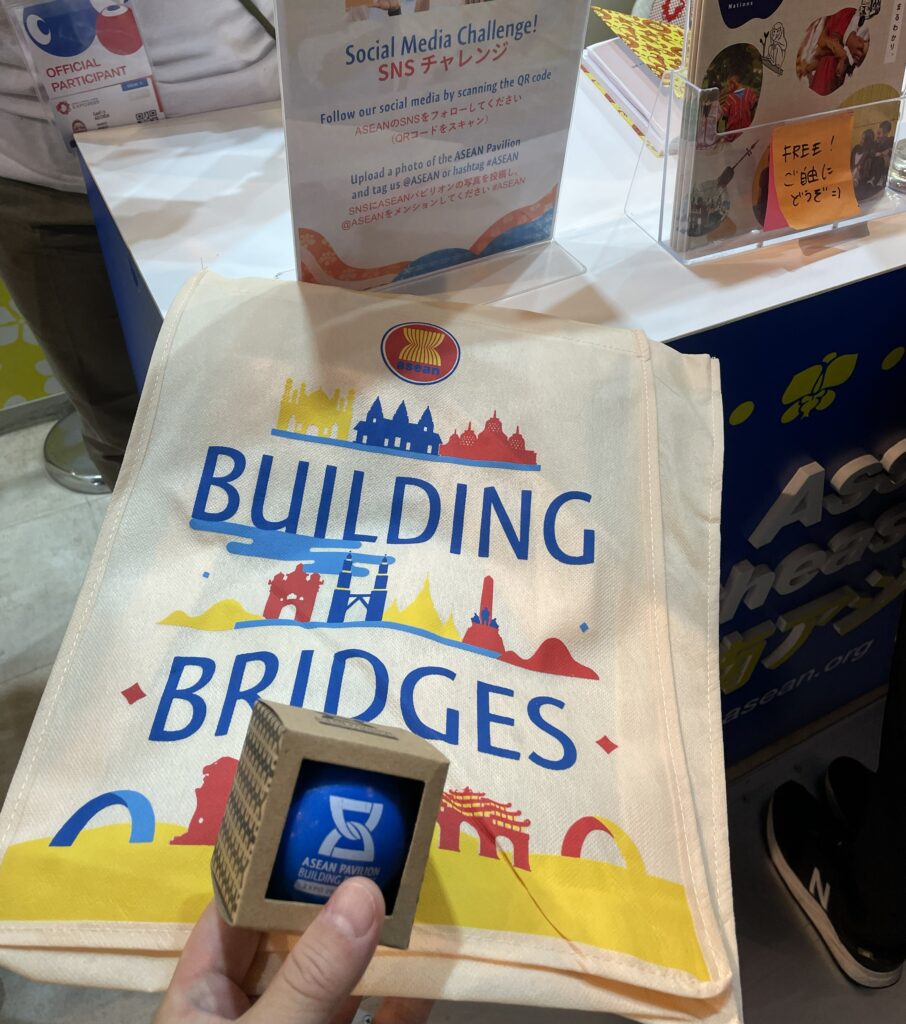 OFFICIAL
PARTICIPANT
Social Media Challenge!
SNS チャレンジ
Follow our social media by scanning the QR code
ASEANのSNSをフォローしてください
(QRコードをスキャン)
Upload a photo of the ASEAN Pavilion
and tag us @ASEAN or hashtag #ASEAN
SNSにASEANパビリオンの写真を投稿し、
@ASEANをメンションしてください #ASEAN
Nations
まるわかり。
FREE!
ご自由に
どうぞ =)
asean
BUILDING
BRIDGES
ASEAN PAVILION
BUILDING
asean.org
N